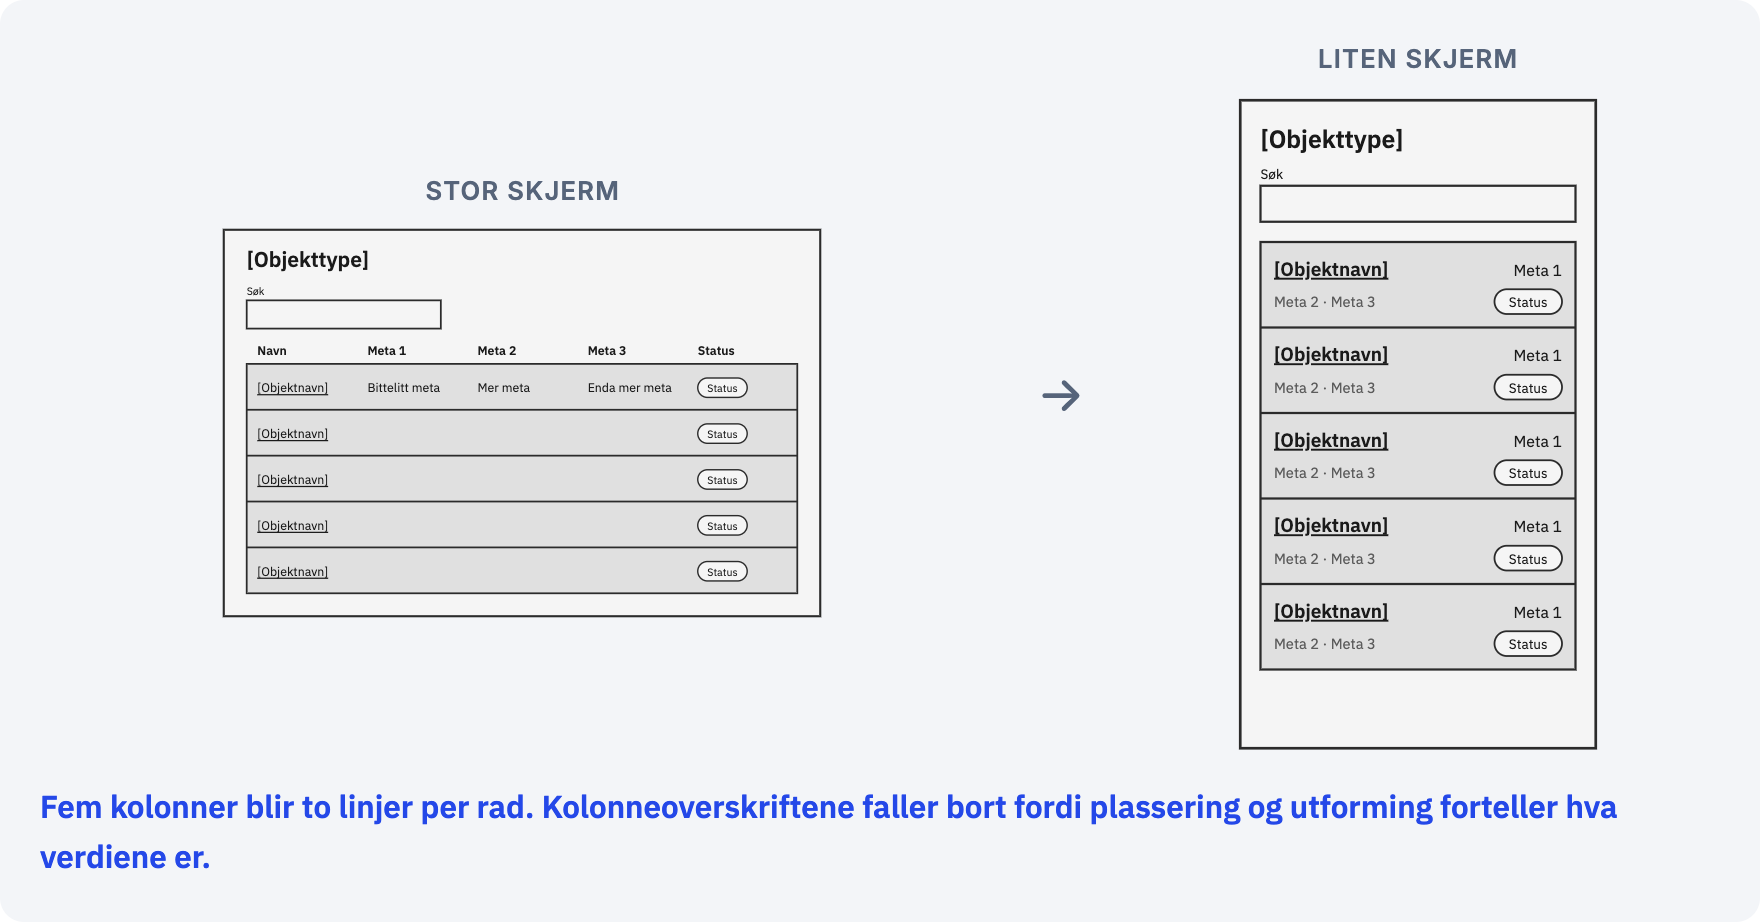 STOR SKJERM
[Objekttype]
Søk
Navn Meta 1 Meta 2 Meta 3 Status
[Objektnavn] Bittelitt meta Mer meta Enda mer meta Status
[Objektnavn] Status
[Objektnavn] Status
[Objektnavn] Status
[Objektnavn] Status
LITEN SKJERM
[Objekttype]
Søk
[Objektnavn] Meta 1
Meta 2 · Meta 3 Status
[Objektnavn] Meta 1
Meta 2 · Meta 3 Status
[Objektnavn] Meta 1
Meta 2 · Meta 3 Status
[Objektnavn] Meta 1
Meta 2 · Meta 3 Status
[Objektnavn] Meta 1
Meta 2 · Meta 3 Status
Fem kolonner blir to linjer per rad. Kolonneoverskriftene faller bort fordi plassering og utforming forteller hva
verdiene er.